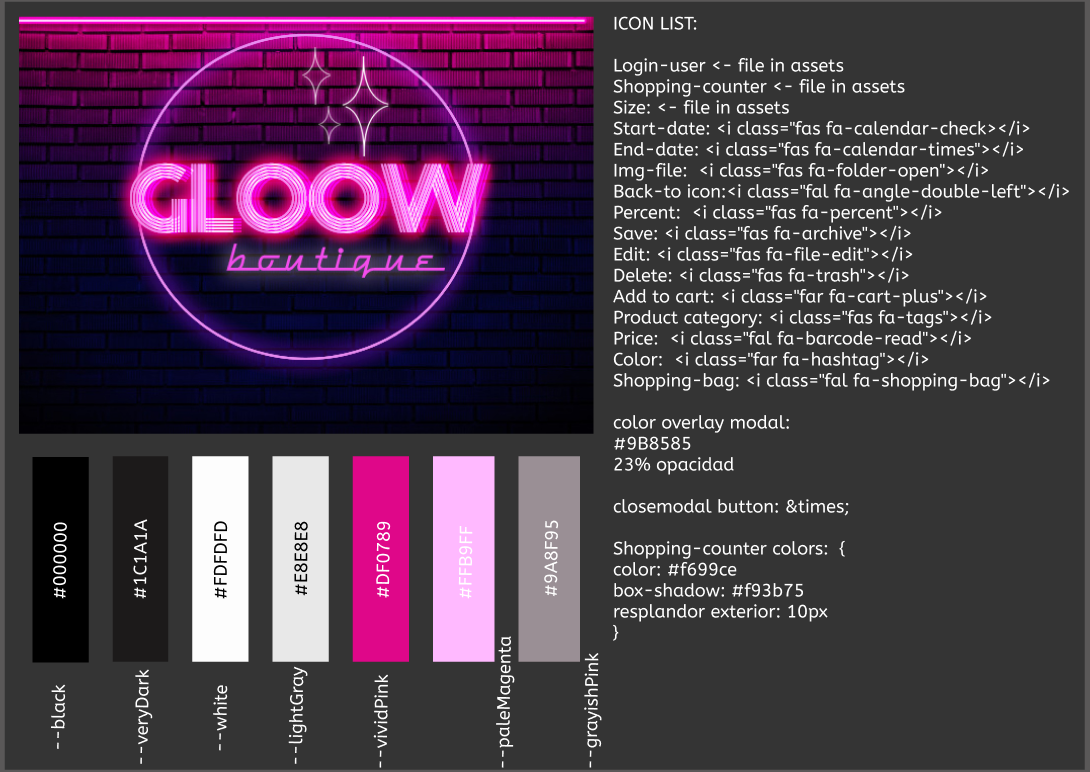 GLOOW
boutique
#000000
#1C1A1A
#FDFDFD
#E8E8E8
#DF0789
#FFB9FF
#9A8F95
--black
--veryDark
--white
--lightGray
--vividPink
--paleMagenta
--grayishPink
ICON LIST:
Login-user <- file in assets
Shopping-counter <- file in assets
Size: <- file in assets
Start-date: <i class="fas fa-calendar-check></i>
End-date: <i class="fas fa-calendar-times"></i>
Img-file:  <i class="fas fa-folder-open"></i>
Back-to icon:<i class="fal fa-angle-double-left"></i>
Percent:  <i class="fas fa-percent"></i>
Save: <i class="fas fa-archive"></i>
Edit: <i class="fas fa-file-edit"></i>
Delete: <i class="fas fa-trash"></i>
Add to cart: <i class="far fa-cart-plus"></i>
Product category: <i class="fas fa-tags"></i>
Price:  <i class="fal fa-barcode-read"></i>
Color:  <i class="far fa-hashtag"></i>
Shopping-bag: <i class="fal fa-shopping-bag"></i>
color overlay modal:
#9B8585
23% opacidad
closemodal button: &times;
Shopping-counter colors:  {
color: #f699ce
box-shadow: #f93b75
resplandor exterior: 10px
}